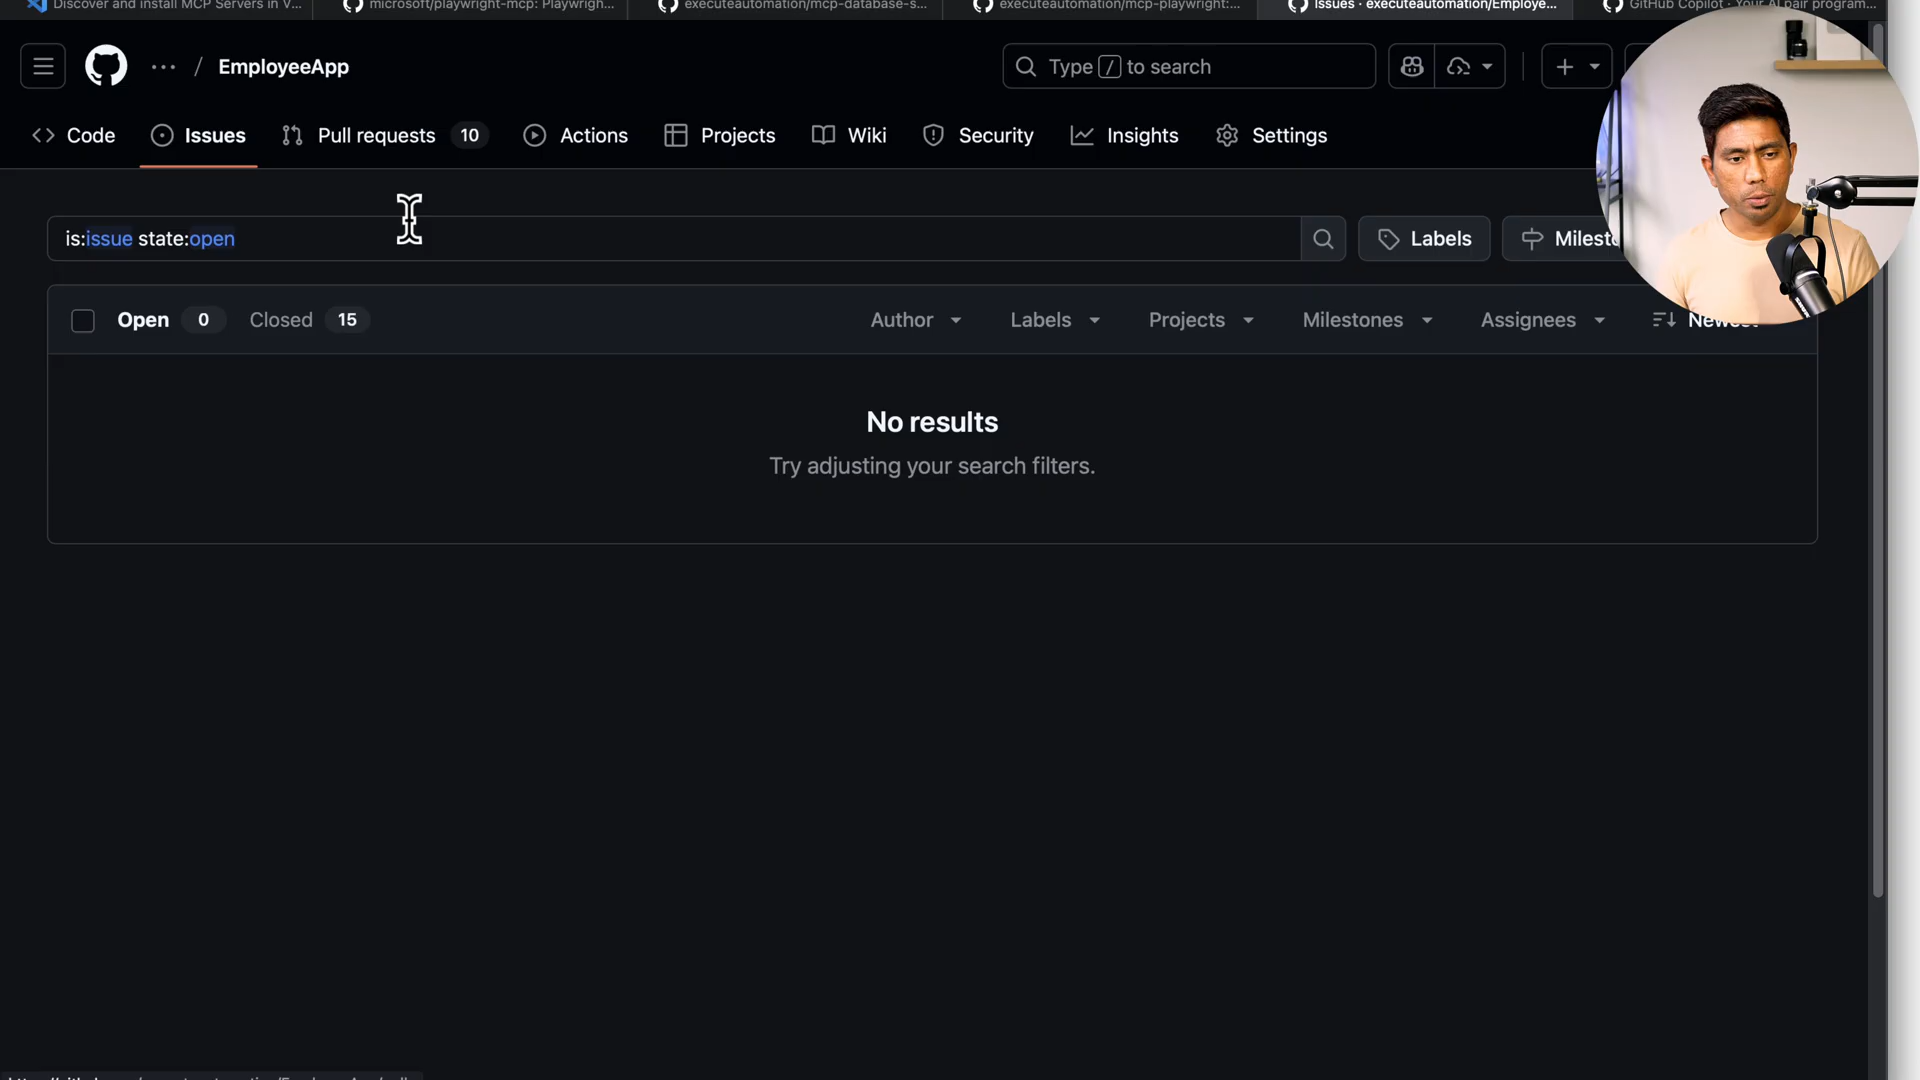 Discover and install MCP Servers in V...
microsoft/playwright-mcp: Playwrigh...
executeautomation/mcp-database-s...
executeautomation/mcp-playwright:...
Issues · executeautomation/Employe...
GitHub Copilot · Your AI pair program...
... / EmployeeApp
Type / to search
Code
Issues
Pull requests 10
Actions
Projects
Wiki
Security
Insights
Settings
is:issue state:open
Labels
Milesto
Open 0
Closed 15
Author
Labels
Projects
Milestones
Assignees
Newest
No results
Try adjusting your search filters.